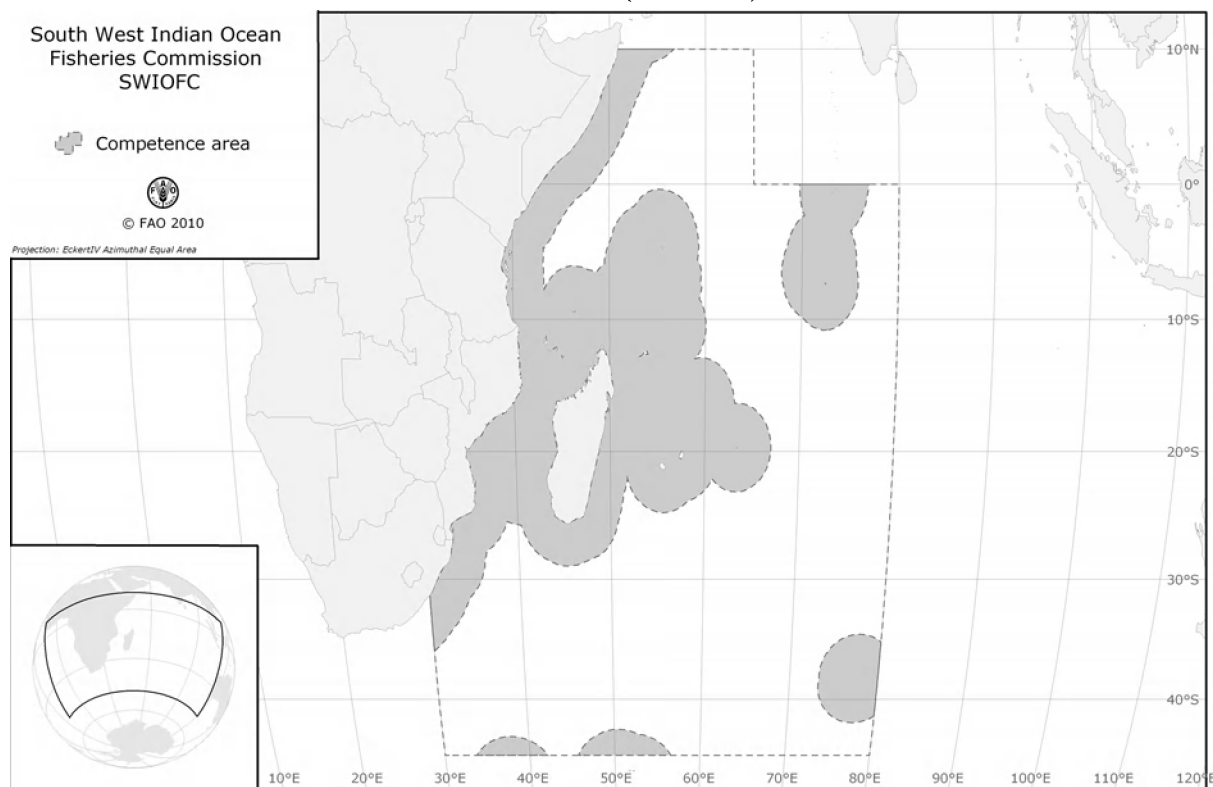 South West Indian Ocean
Fisheries Commission
SWIOFC
Competence area
F A O
© FAO 2010
Projection: EckertIV Azimuthal Equal Area
10°N
0°
10°S
20°S
30°S
40°S
10°E
20°E
30°E
40°E
50°E
60°E
70°E
80°E
90°E
100°E
110°E
120°E